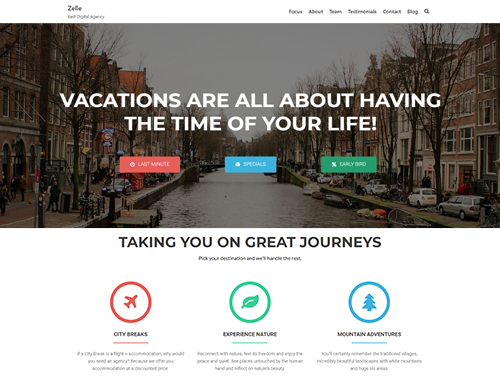 Zelle
Best Digital Agency
Focus About Team Testimonials Contact Blog
VACATIONS ARE ALL ABOUT HAVING
THE TIME OF YOUR LIFE!
LAST MINUTE SPECIALS EARLY BIRD
TAKING YOU ON GREAT JOURNEYS
Pick your destination and we'll handle the rest.
CITY BREAKS
If a City Break is a flight + accommodation, why would
you need an agency? Because we offer you
accommodation at a discounted price.
EXPERIENCE NATURE
Reconnect with nature, feel its freedom and enjoy the
peace and quiet. See places untouched by the human
hand and reflect on nature's beauty.
MOUNTAIN ADVENTURES
You'll certainly remember the traditional villages,
incredibly beautiful landscapes with white mountains
and huge ski areas.